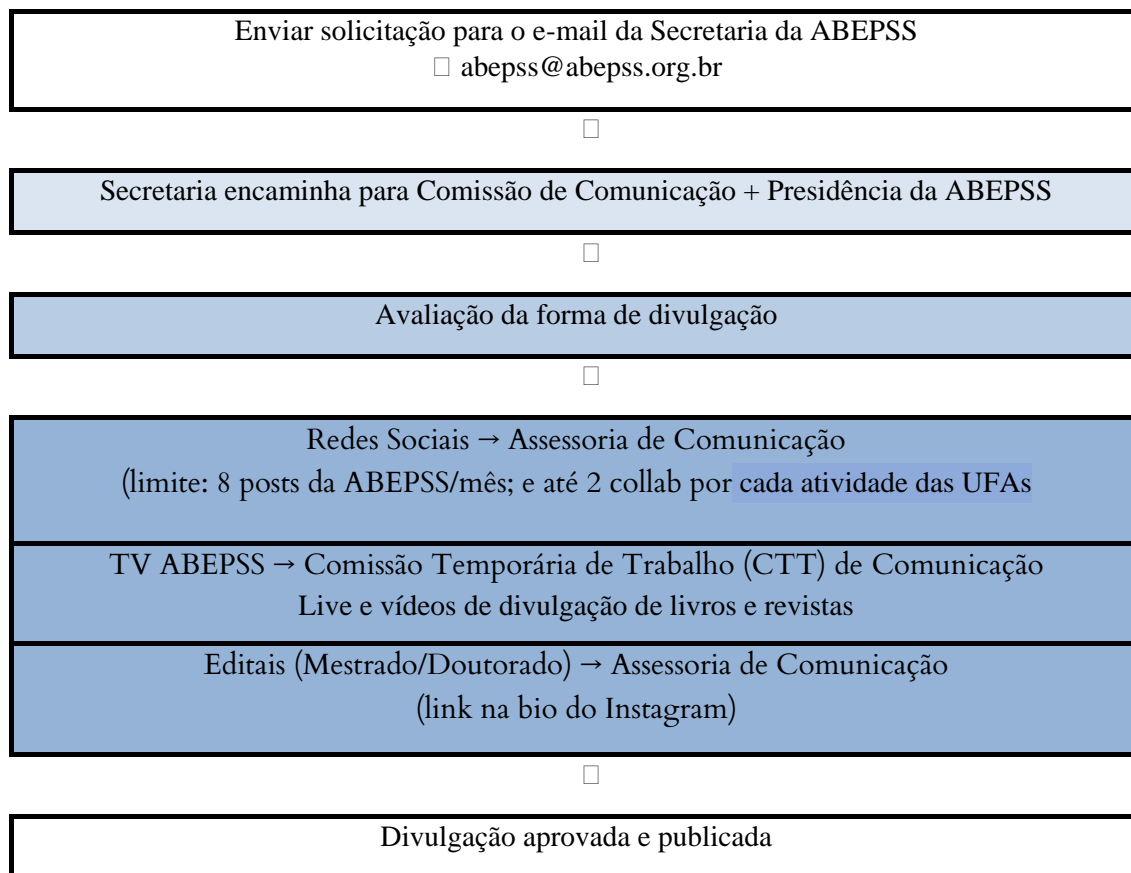 Enviar solicitação para o e-mail da Secretaria da ABEPSS
□ abepss@abepss.org.br
□
Secretaria encaminha para Comissão de Comunicação + Presidência da ABEPSS
□
Avaliação da forma de divulgação
□
Redes Sociais → Assessoria de Comunicação
(limite: 8 posts da ABEPSS/mês; e até 2 collab por cada atividade das UFAs
TV ABEPSS → Comissão Temporária de Trabalho (CTT) de Comunicação
Live e vídeos de divulgação de livros e revistas
Editais (Mestrado/Doutorado) → Assessoria de Comunicação
(link na bio do Instagram)
□
Divulgação aprovada e publicada